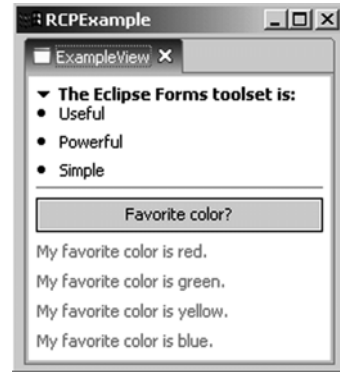 RCPExample
ExampleView
The Eclipse Forms toolset is:
• Useful
• Powerful
• Simple
Favorite color?
My favorite color is red.
My favorite color is green.
My favorite color is yellow.
My favorite color is blue.